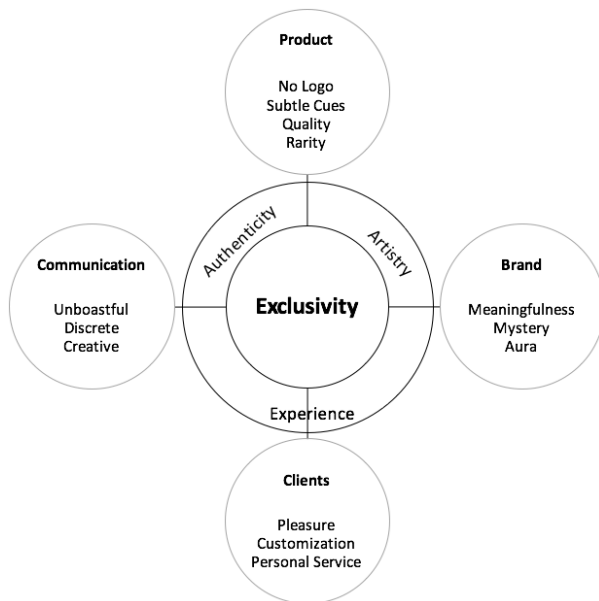 Product
No Logo
Subtle Cues
Quality
Rarity
Authenticity
Artistry
Communication
Unboastful
Discrete
Creative
Exclusivity
Brand
Meaningfulness
Mystery
Aura
Experience
Clients
Pleasure
Customization
Personal Service